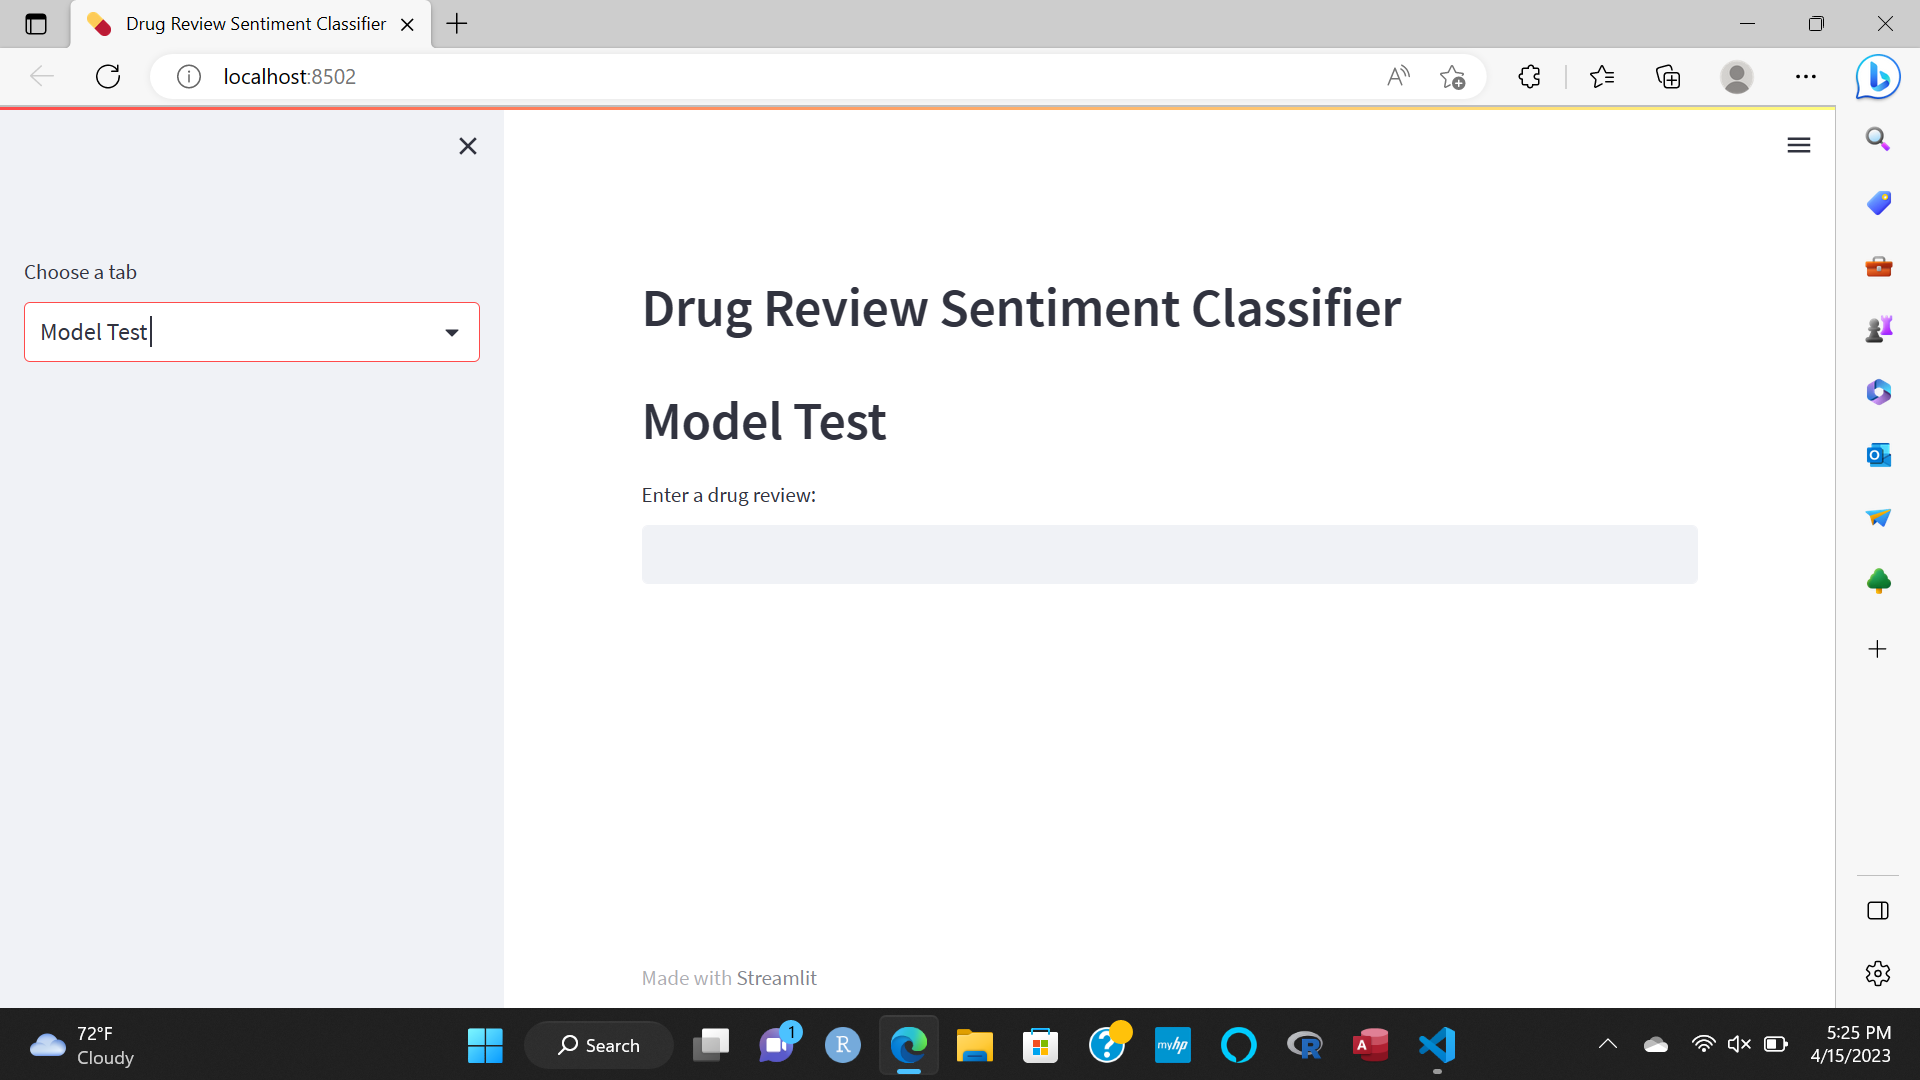 Drug Review Sentiment Classifier
localhost:8502
Choose a tab
Model Test
Drug Review Sentiment Classifier
Model Test
Enter a drug review:
Made with Streamlit
72°F
Cloudy
Search
1
R
?
myhp
R
A
5:25 PM
4/15/2023